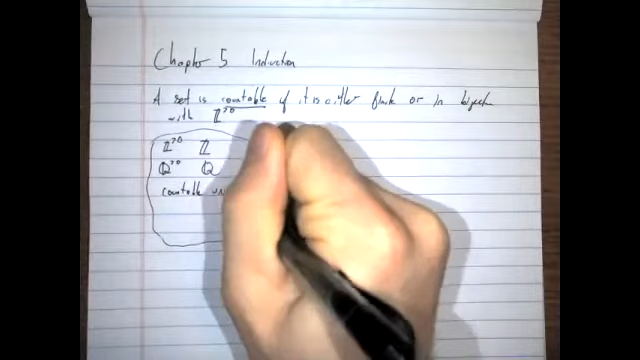 Chapter 5 Induction
A set is countable if it is either finite or in bijection
with ℤ^≥0
ℤ^≥0 ℤ
ℚ^≥0 ℚ
countable